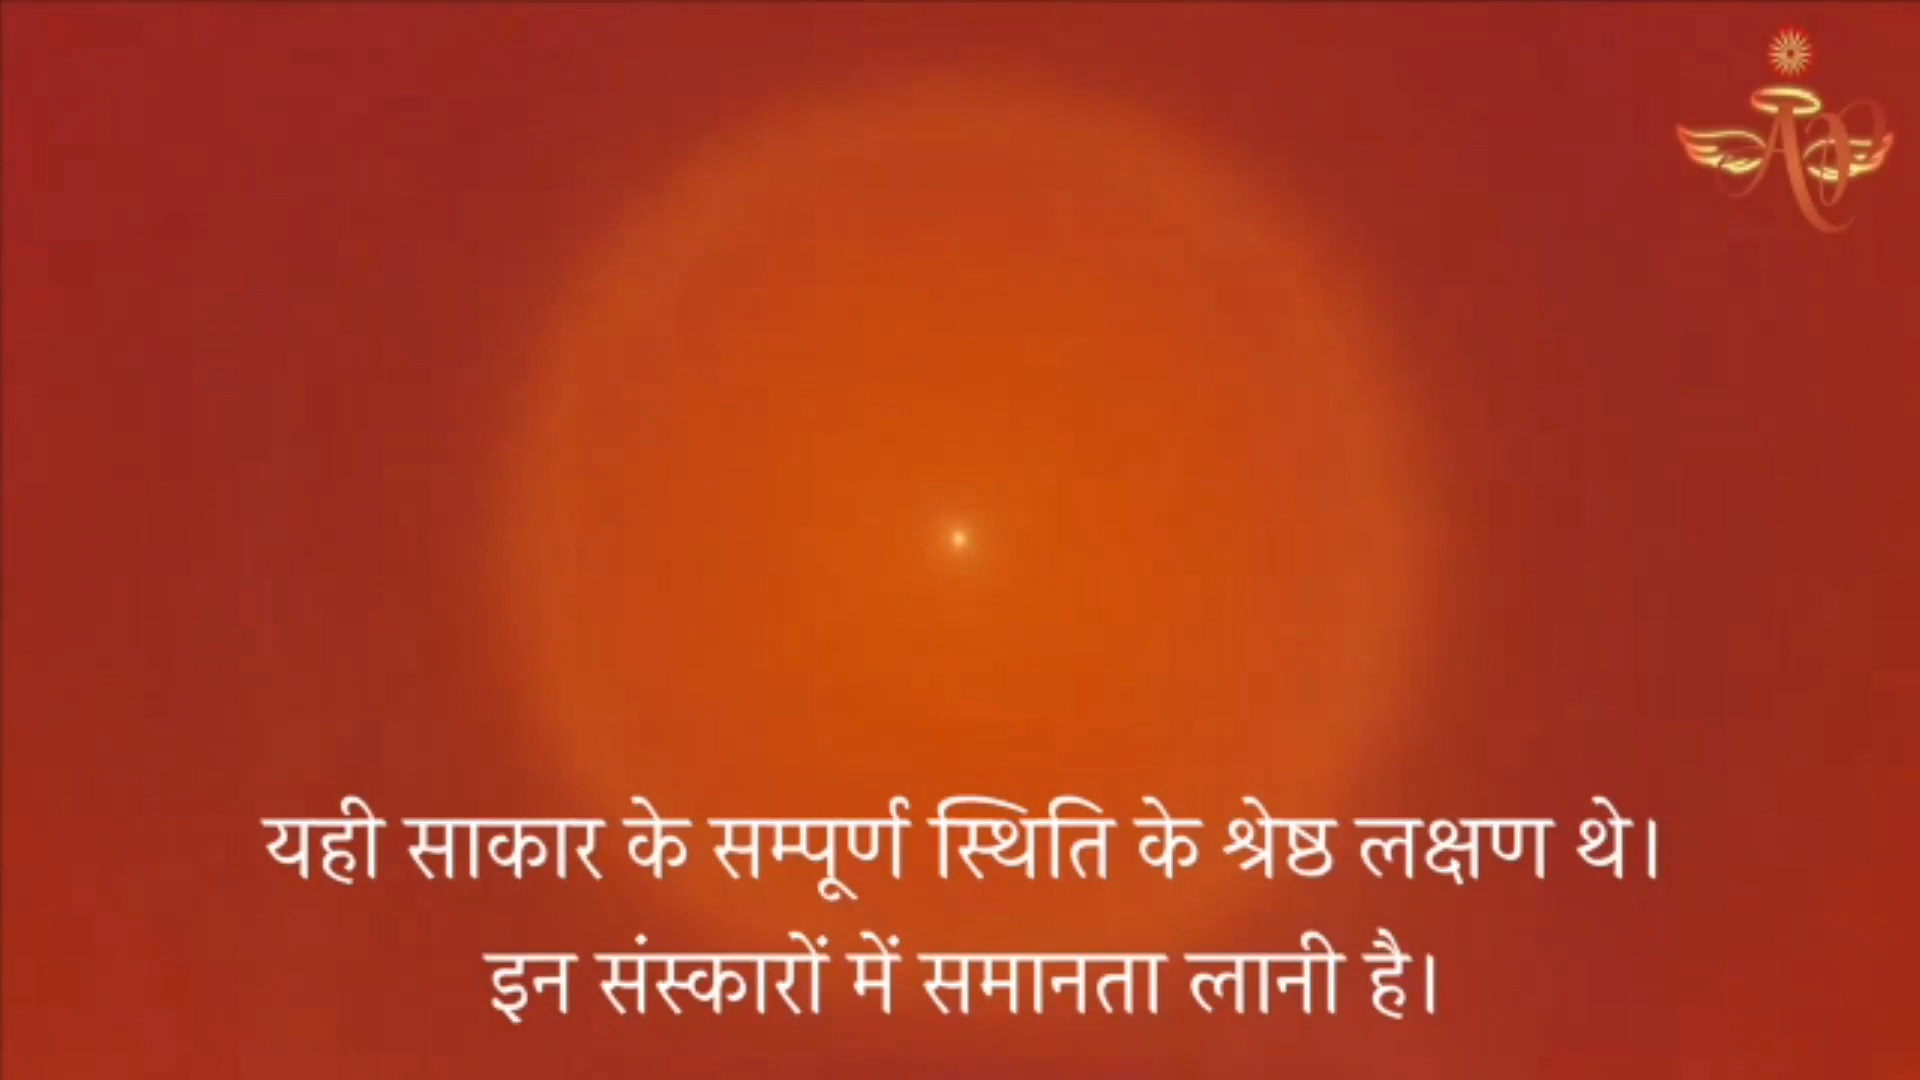 यही साकार के सम्पूर्ण स्थिति के श्रेष्ठ लक्षण थे।
इन संस्कारों में समानता लानी है।